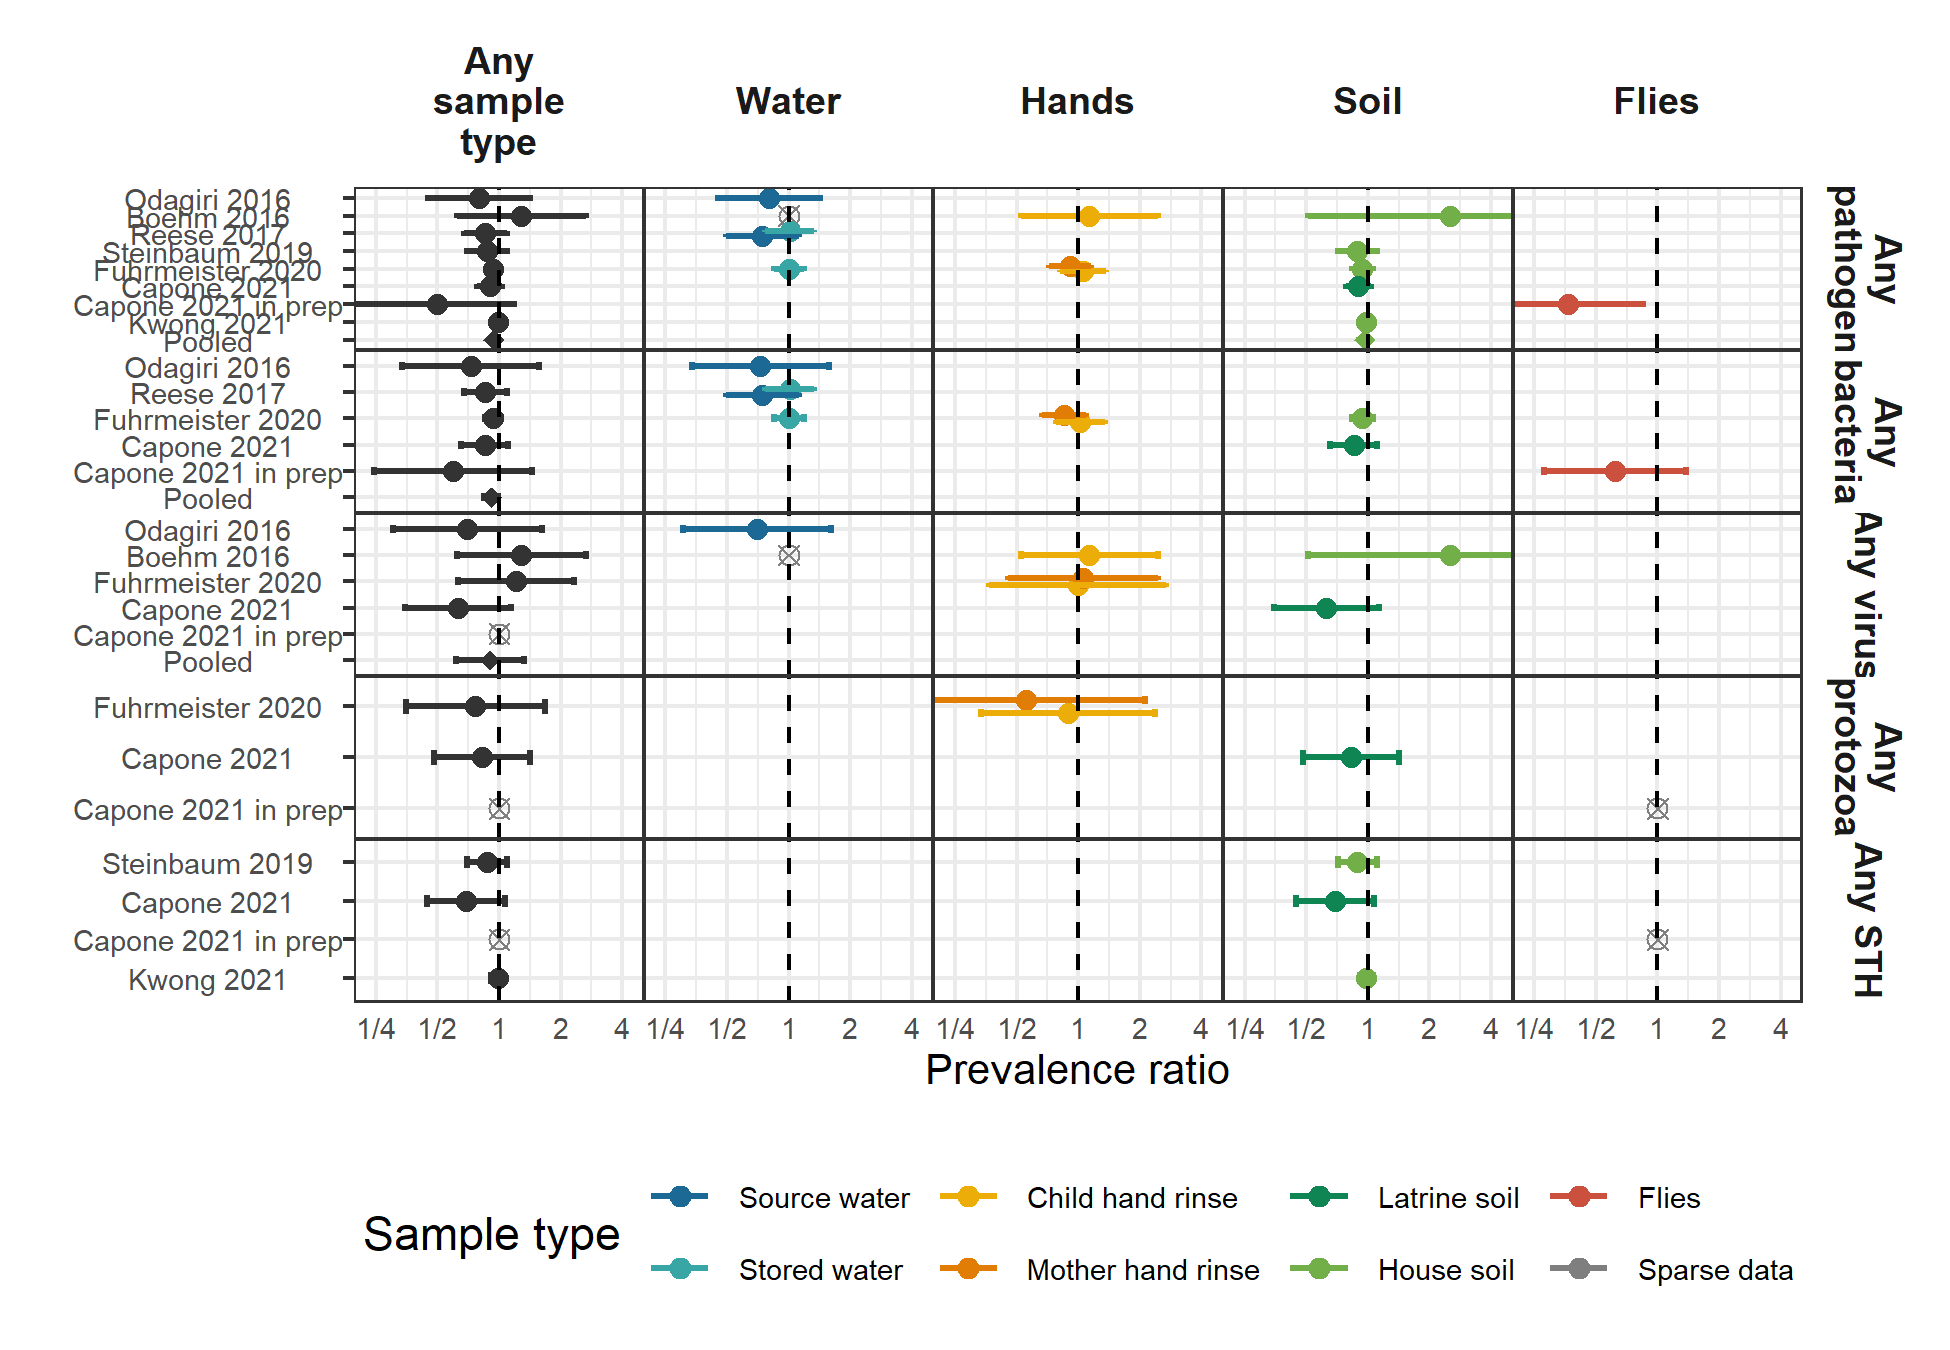 Any
sample
type
Water
Hands
Soil
Flies
Odagiri 2016
Boehm 2016
Reese 2017
Steinbaum 2019
Fuhrmeister 2020
Capone 2021
Capone 2021 in prep
Kwong 2021
Pooled
Any
pathogen
Odagiri 2016
Reese 2017
Fuhrmeister 2020
Capone 2021
Capone 2021 in prep
Pooled
Any
bacteria
Odagiri 2016
Boehm 2016
Fuhrmeister 2020
Capone 2021
Capone 2021 in prep
Pooled
Any virus
Fuhrmeister 2020
Capone 2021
Capone 2021 in prep
Any
protozoa
Steinbaum 2019
Capone 2021
Capone 2021 in prep
Kwong 2021
Any STH
1/4 1/2 1 2 4 1/4 1/2 1 2 4 1/4 1/2 1 2 4 1/4 1/2 1 2 4 1/4 1/2 1 2 4
Prevalence ratio
Sample type
Source water
Child hand rinse
Latrine soil
Flies
Stored water
Mother hand rinse
House soil
Sparse data